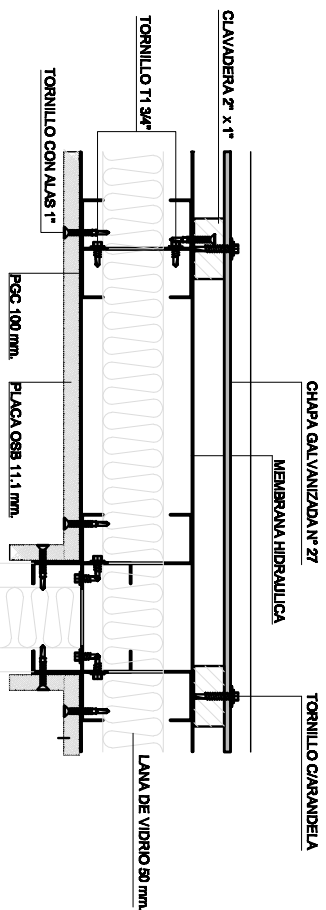 CLAVADERA 2" x 1"
TORNILLO T1 3/4"
TORNILLO CON ALAS 1"
CHAPA GALVANIZADA Nº 27
MEMBRANA HIDRAULICA
PGC 100 mm.
PLACA OSB 11.1 mm.
TORNILLO C/ARANDELA
LANA DE VIDRIO 50 mm.